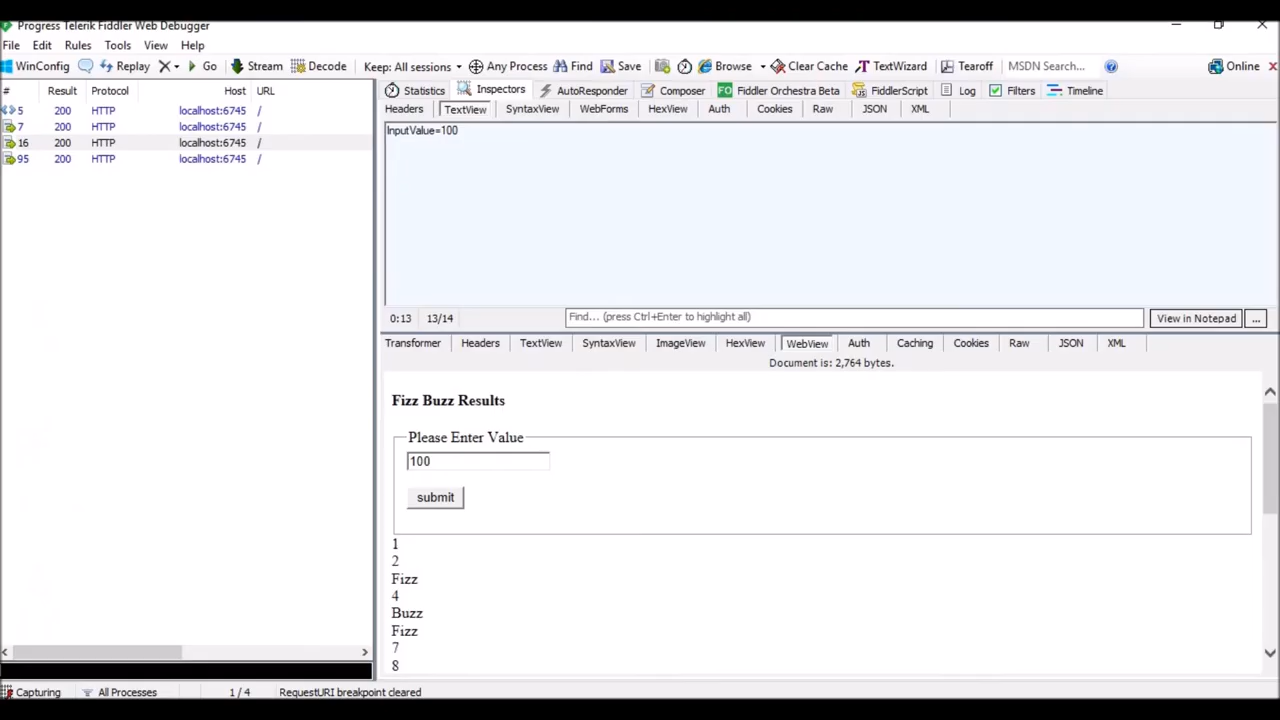 Progress Telerik Fiddler Web Debugger
File Edit Rules Tools View Help
WinConfig Replay Go Stream Decode Keep: All sessions Any Process Find Save Browse Clear Cache TextWizard Tearoff MSDN Search... Online
# Result Protocol Host URL
5 200 HTTP localhost:6745 /
7 200 HTTP localhost:6745 /
16 200 HTTP localhost:6745 /
95 200 HTTP localhost:6745 /
Statistics Inspectors AutoResponder Composer FO Fiddler Orchestra Beta FiddlerScript Log Filters Timeline
Headers TextView SyntaxView WebForms HexView Auth Cookies Raw JSON XML
InputValue=100
0:13 13/14 Find... (press Ctrl+Enter to highlight all) View in Notepad ...
Transformer Headers TextView SyntaxView ImageView HexView WebView Auth Caching Cookies Raw JSON XML
Document is: 2,764 bytes.
Fizz Buzz Results
Please Enter Value
100
submit
1
2
Fizz
4
Buzz
Fizz
7
8
Capturing All Processes 1 / 4 RequestURI breakpoint cleared